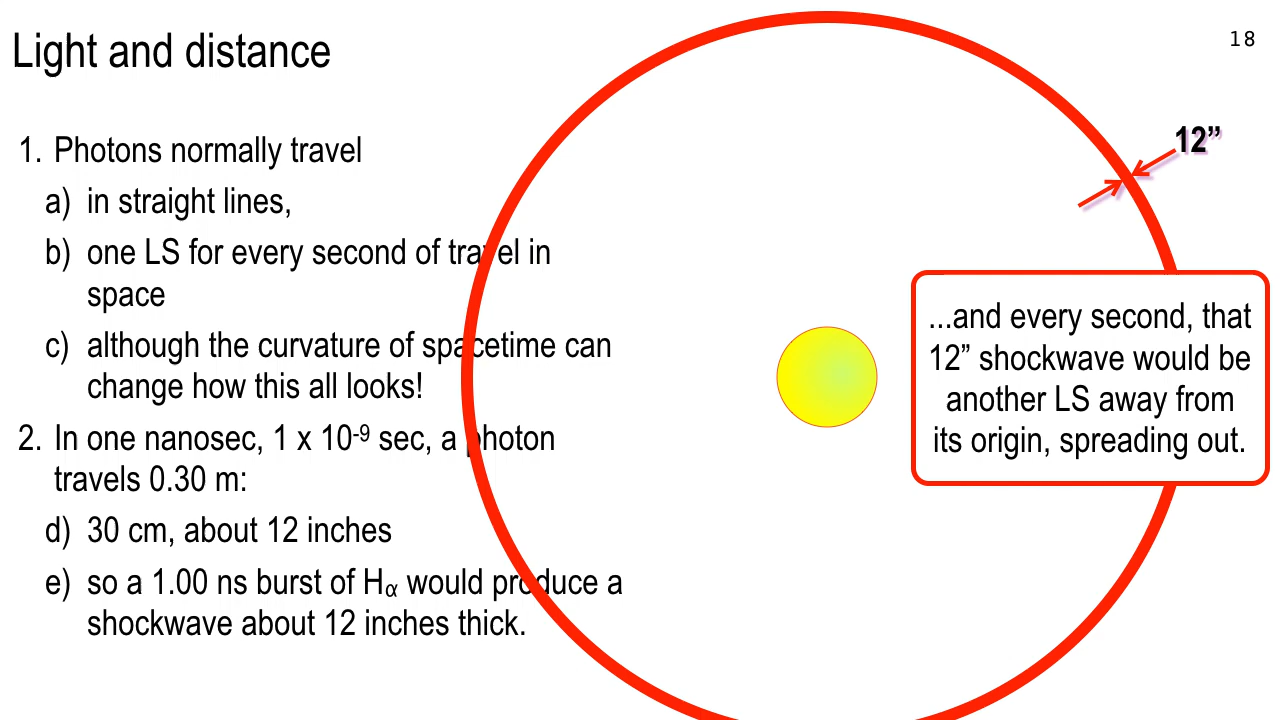 Light and distance
18
1. Photons normally travel
a) in straight lines,
b) one LS for every second of travel in
space
c) although the curvature of spacetime can
change how this all looks!
2. In one nanosec, 1 x 10⁻⁹ sec, a photon
travels 0.30 m:
d) 30 cm, about 12 inches
e) so a 1.00 ns burst of Hα would produce a
shockwave about 12 inches thick.
12”
...and every second, that
12” shockwave would be
another LS away from
its origin, spreading out.